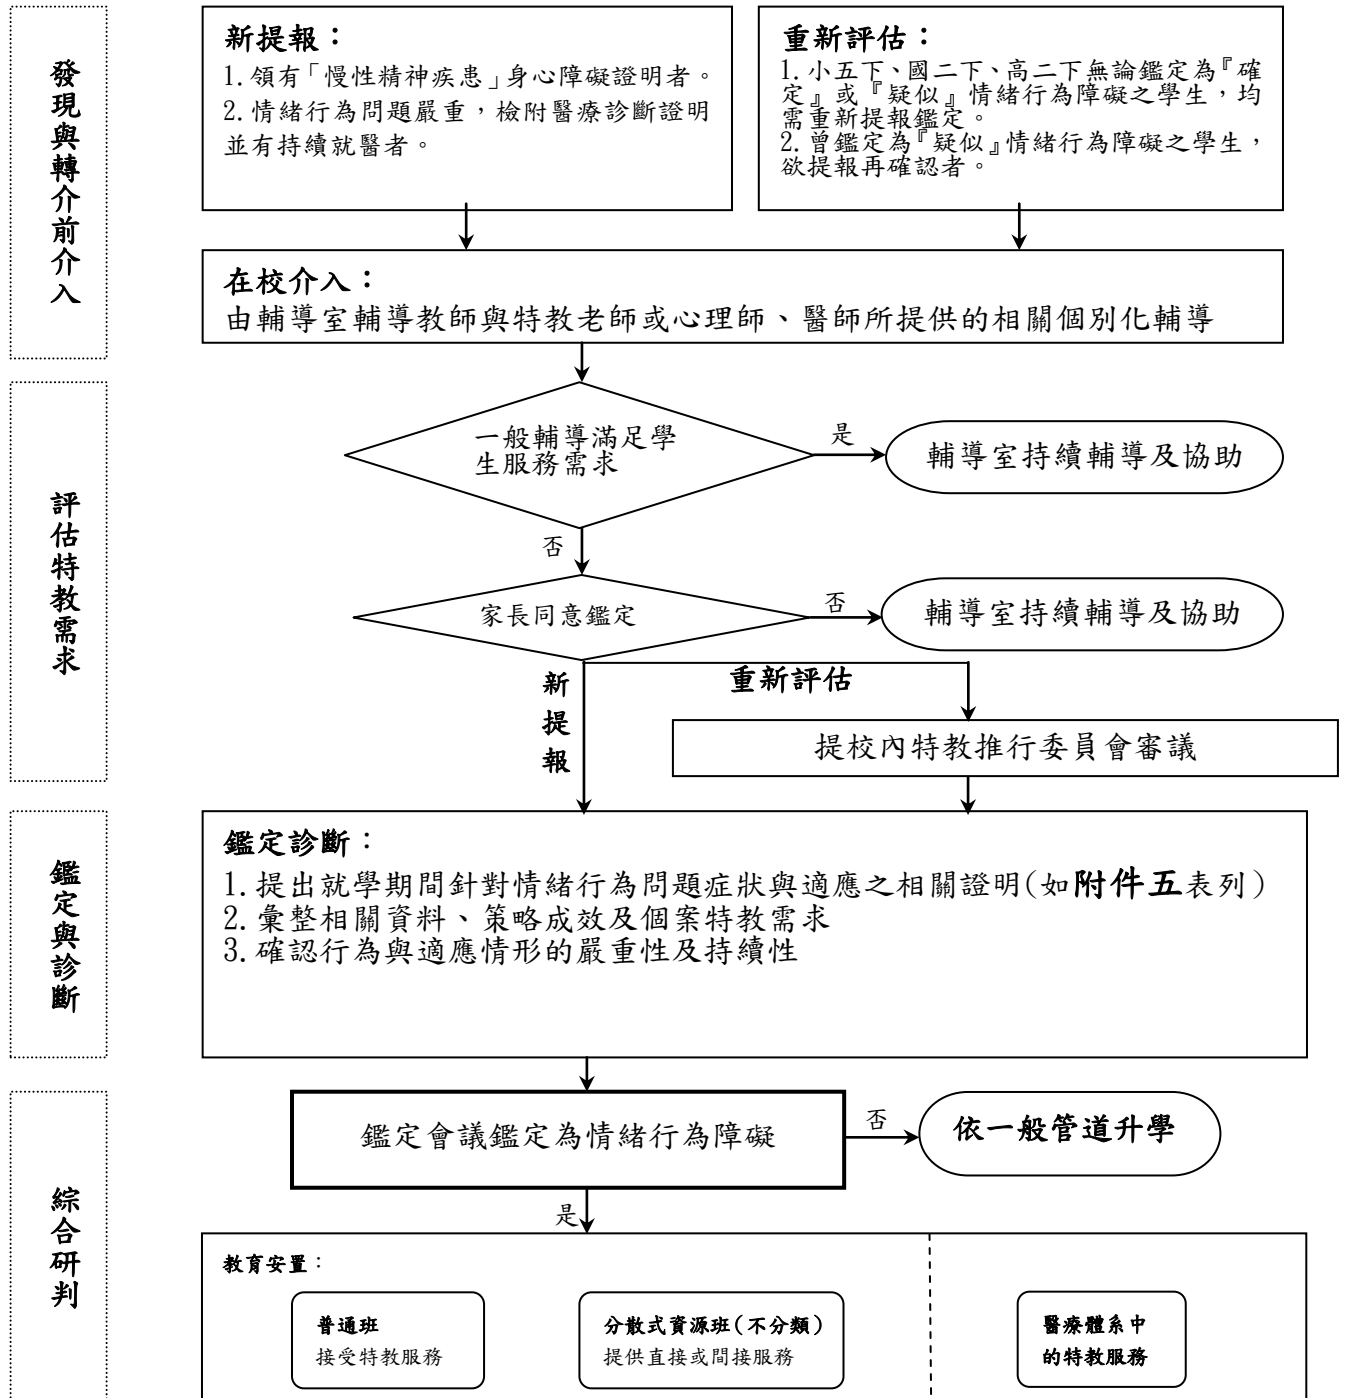 發現與轉介前介入
新提報：
1.領有「慢性精神疾患」身心障礙證明者。
2.情緒行為問題嚴重，檢附醫療診斷證明
並有持續就醫者。
重新評估：
1.小五下、國二下、高二下無論鑑定為『確
定』或『疑似』情緒行為障礙之學生，均
需重新提報鑑定。
2.曾鑑定為『疑似』情緒行為障礙之學生，
欲提報再確認者。
在校介入：
由輔導室輔導教師與特教老師或心理師、醫師所提供的相關個別化輔導
評估特教需求
一般輔導滿足學
生服務需求
是
輔導室持續輔導及協助
否
家長同意鑑定
否
輔導室持續輔導及協助
新提報
重新評估
提校內特教推行委員會審議
鑑定與診斷
鑑定診斷：
1.提出就學期間針對情緒行為問題症狀與適應之相關證明(如附件五表列)
2.彙整相關資料、策略成效及個案特教需求
3.確認行為與適應情形的嚴重性及持續性
綜合研判
鑑定會議鑑定為情緒行為障礙
否
依一般管道升學
是
教育安置：
普通班
接受特教服務
分散式資源班(不分類)
提供直接或間接服務
醫療體系中
的特教服務